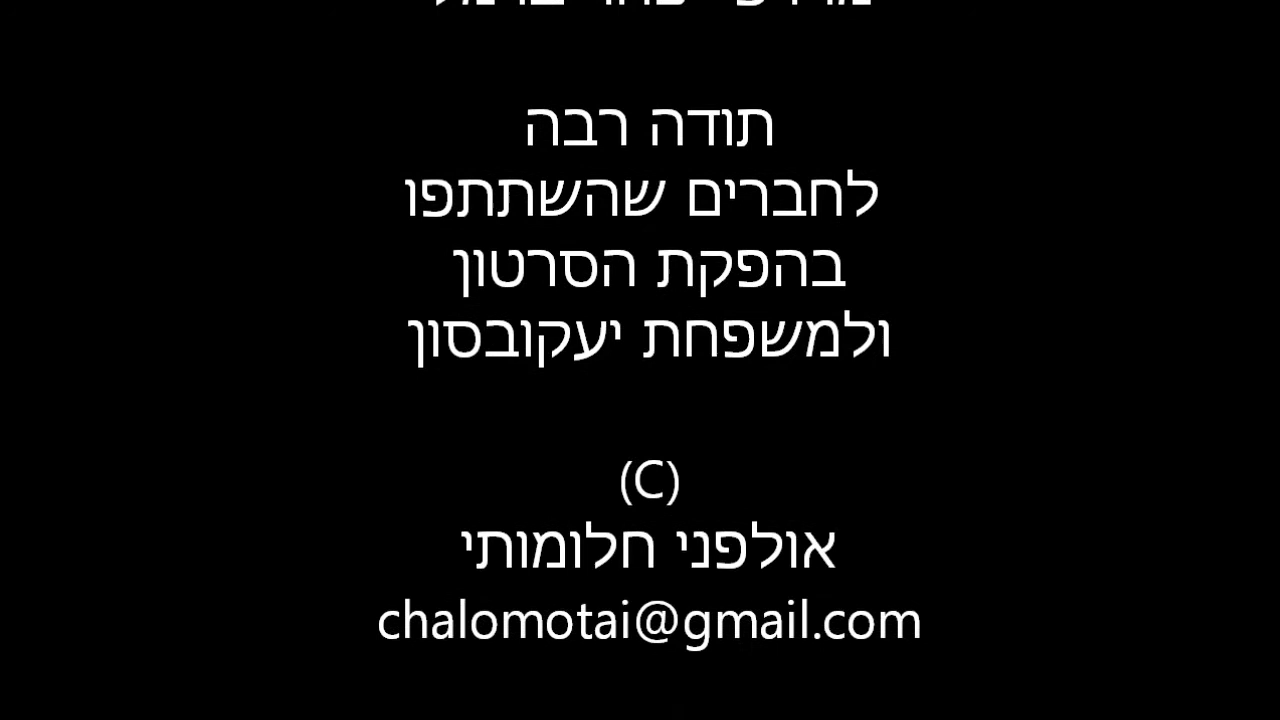 תודה רבה
לחברים שהשתתפו
בהפקת הסרטון
ולמשפחת יעקובסון
(C)
אולפני חלומותי
chalomotai@gmail.com